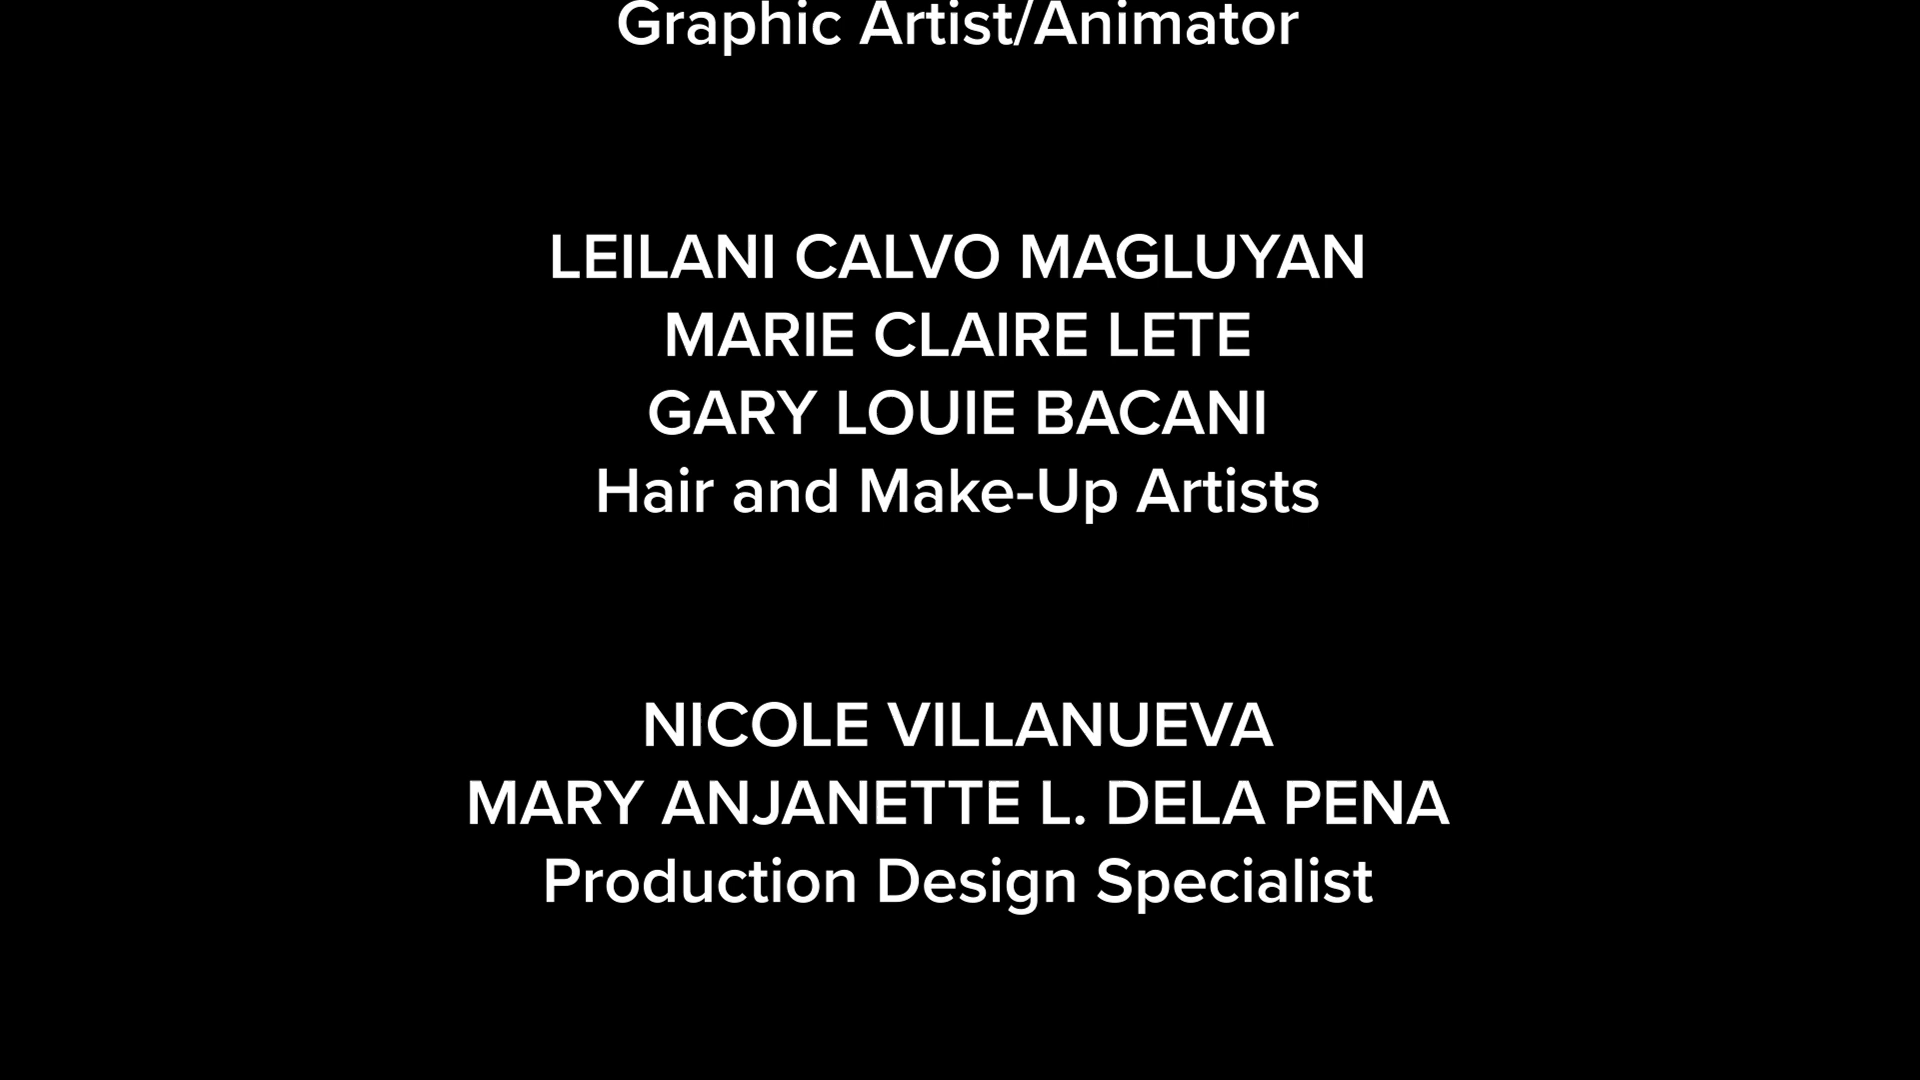 Graphic Artist/Animator
LEILANI CALVO MAGLUYAN
MARIE CLAIRE LETE
GARY LOUIE BACANI
Hair and Make-Up Artists
NICOLE VILLANUEVA
MARY ANJANETTE L. DELA PENA
Production Design Specialist